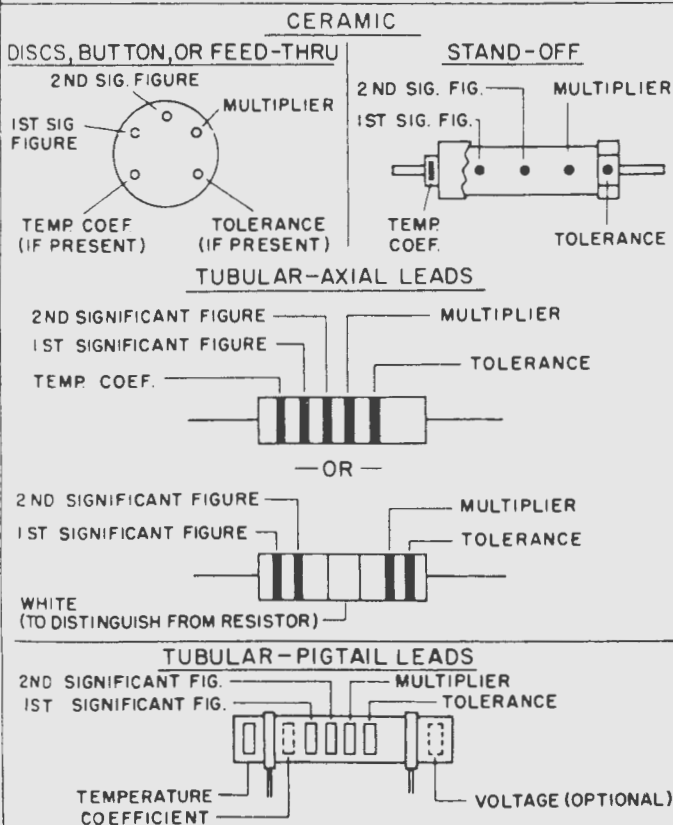 CERAMIC
DISCS, BUTTON, OR FEED-THRU
2ND SIG. FIGURE
MULTIPLIER
1ST SIG
FIGURE
TEMP. COEF.
(IF PRESENT)
TOLERANCE
(IF PRESENT)
STAND-OFF
2ND SIG. FIG.
MULTIPLIER
1ST SIG. FIG.
TEMP.
COEF.
TOLERANCE
TUBULAR-AXIAL LEADS
2ND SIGNIFICANT FIGURE
MULTIPLIER
1ST SIGNIFICANT FIGURE
TOLERANCE
TEMP. COEF.
—OR—
2ND SIGNIFICANT FIGURE
MULTIPLIER
1ST SIGNIFICANT FIGURE
TOLERANCE
WHITE
(TO DISTINGUISH FROM RESISTOR)
TUBULAR-PIGTAIL LEADS
2ND SIGNIFICANT FIG.
MULTIPLIER
1ST SIGNIFICANT FIG.
TOLERANCE
TEMPERATURE
COEFFICIENT
VOLTAGE (OPTIONAL)